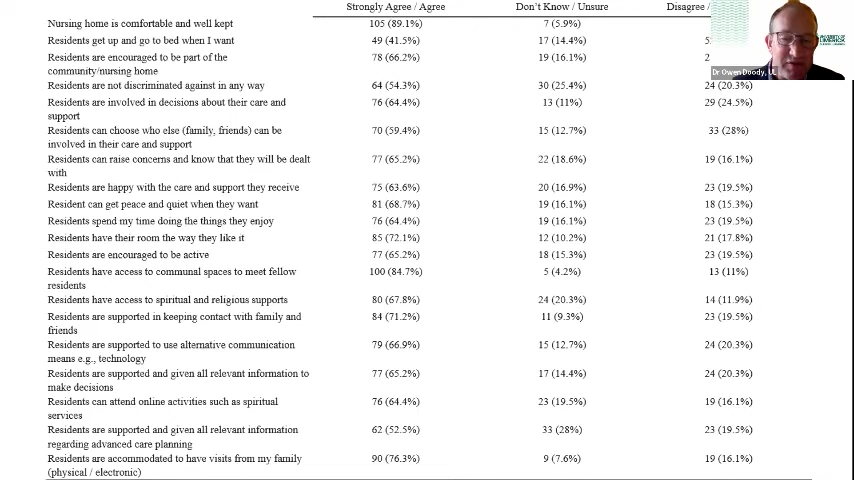 Strongly Agree / Agree Don't Know / Unsure Disagree /
Nursing home is comfortable and well kept 105 (89.1%) 7 (5.9%)
Residents get up and go to bed when I want 49 (41.5%) 17 (14.4%)
Residents are encouraged to be part of the 78 (66.2%) 19 (16.1%)
community/nursing home
Dr Owen Doody, UL
Residents are not discriminated against in any way 64 (54.3%) 30 (25.4%) 24 (20.3%)
Residents are involved in decisions about their care and 76 (64.4%) 13 (11%) 29 (24.5%)
support
Residents can choose who else (family, friends) can be 70 (59.4%) 15 (12.7%) 33 (28%)
involved in their care and support
Residents can raise concerns and know that they will be dealt 77 (65.2%) 22 (18.6%) 19 (16.1%)
with
Residents are happy with the care and support they receive 75 (63.6%) 20 (16.9%) 23 (19.5%)
Resident can get peace and quiet when they want 81 (68.7%) 19 (16.1%) 18 (15.3%)
Residents spend my time doing the things they enjoy 76 (64.4%) 19 (16.1%) 23 (19.5%)
Residents have their room the way they like it 85 (72.1%) 12 (10.2%) 21 (17.8%)
Residents are encouraged to be active 77 (65.2%) 18 (15.3%) 23 (19.5%)
Residents have access to communal spaces to meet fellow 100 (84.7%) 5 (4.2%) 13 (11%)
residents
Residents have access to spiritual and religious supports 80 (67.8%) 24 (20.3%) 14 (11.9%)
Residents are supported in keeping contact with family and 84 (71.2%) 11 (9.3%) 23 (19.5%)
friends
Residents are supported to use alternative communication 79 (66.9%) 15 (12.7%) 24 (20.3%)
means e.g., technology
Residents are supported and given all relevant information to 77 (65.2%) 17 (14.4%) 24 (20.3%)
make decisions
Residents can attend online activities such as spiritual 76 (64.4%) 23 (19.5%) 19 (16.1%)
services
Residents are supported and given all relevant information 62 (52.5%) 33 (28%) 23 (19.5%)
regarding advanced care planning
Residents are accommodated to have visits from my family 90 (76.3%) 9 (7.6%) 19 (16.1%)
(physical / electronic)